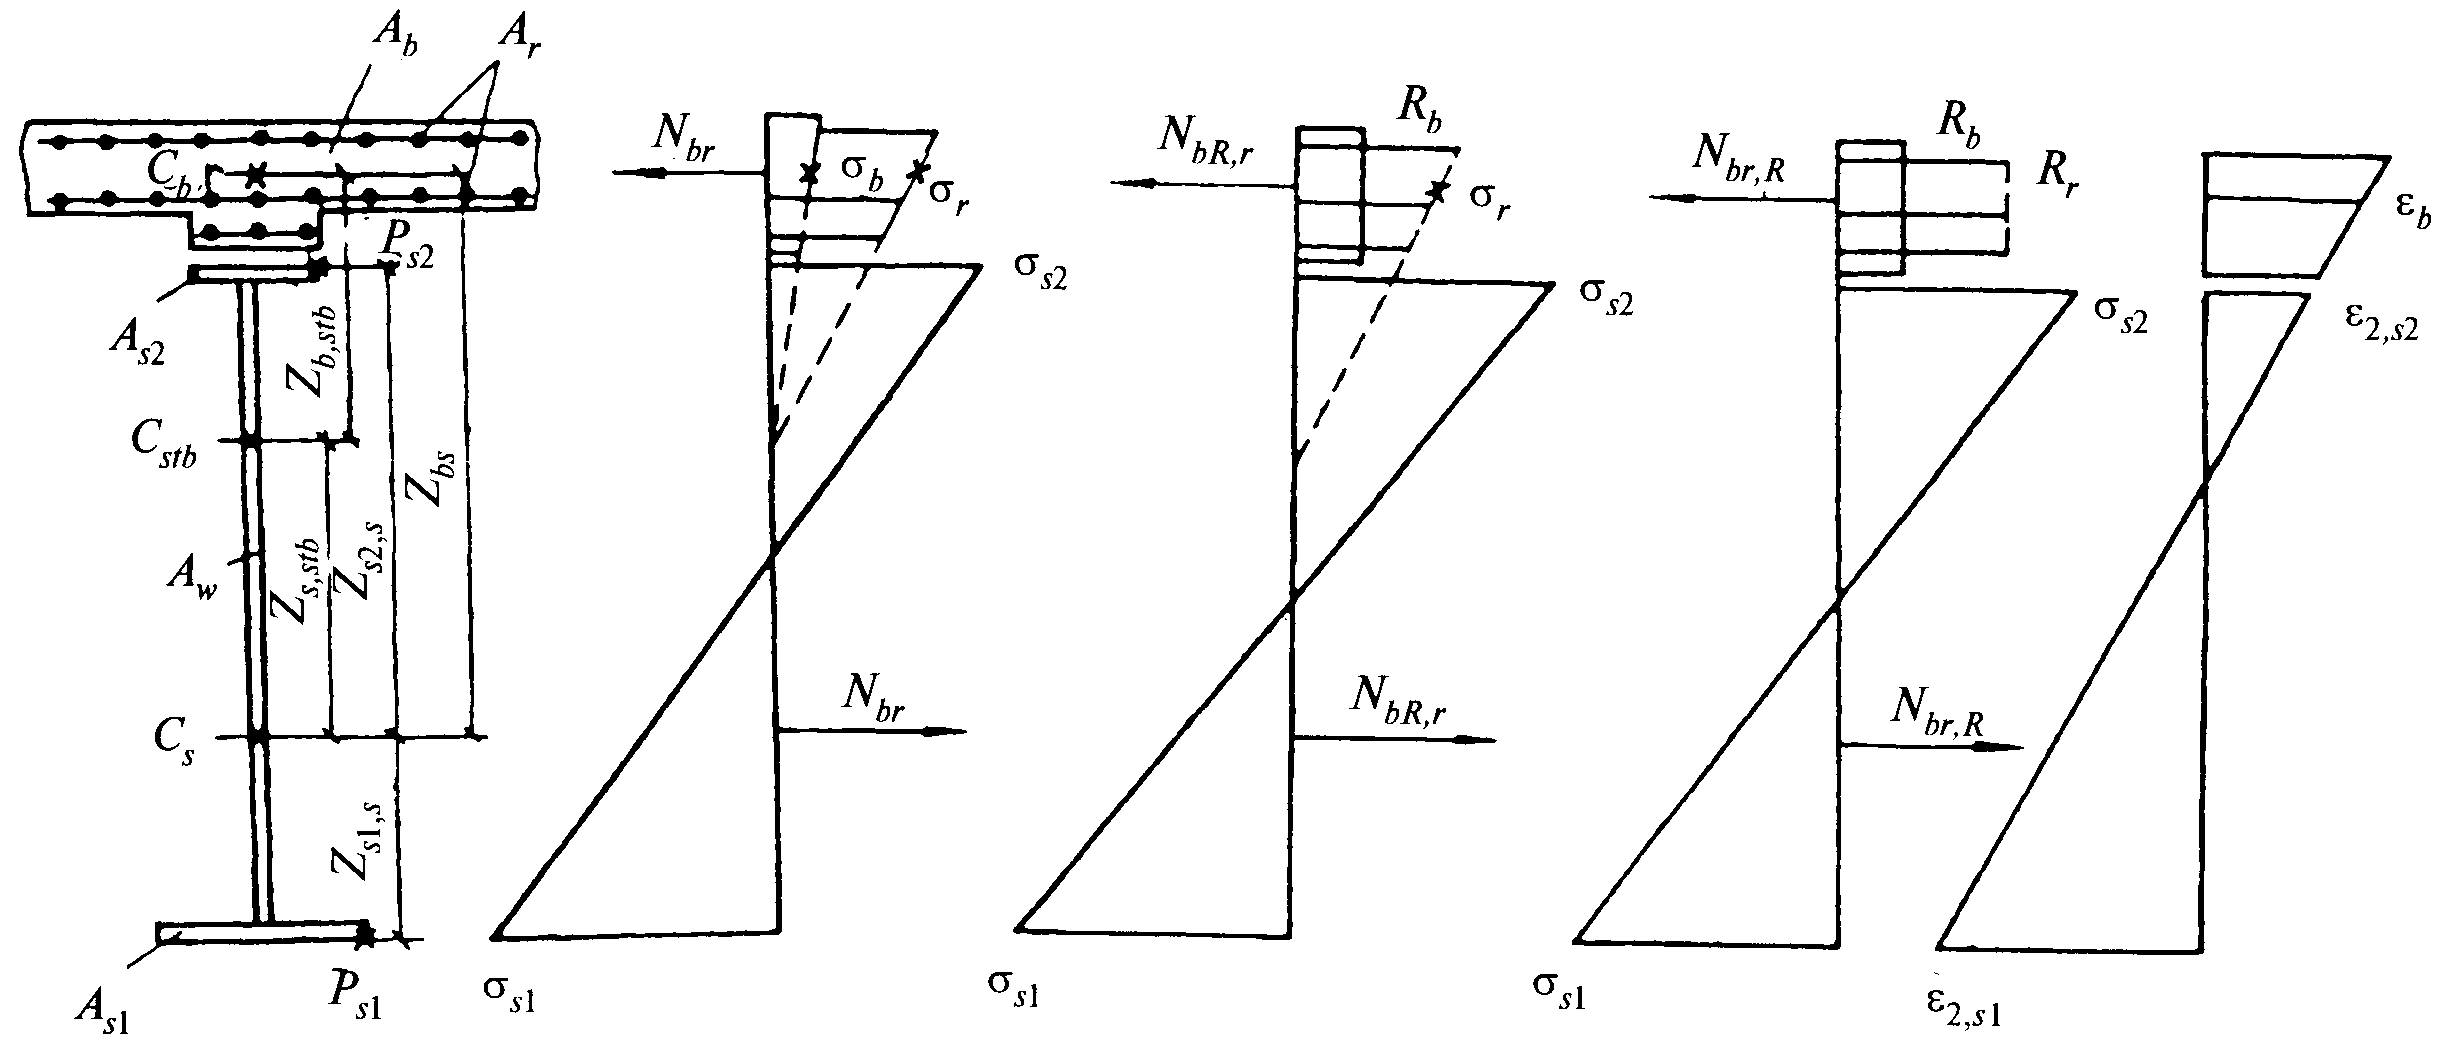 A_b A_r
C_b
P_s2
A_s2
Z_b,stb
C_stb
Z_bs
A_w
Z_s,stb
Z_s2,s
C_s
Z_s1,s
P_s1
A_s1
N_br
σ_b
σ_r
σ_s2
N_br
σ_s1
N_bR,r
R_b
σ_r
σ_s2
N_bR,r
σ_s1
N_br,R
R_b
R_r
σ_s2
N_br,R
σ_s1
ε_b
ε_2,s2
ε_2,s1